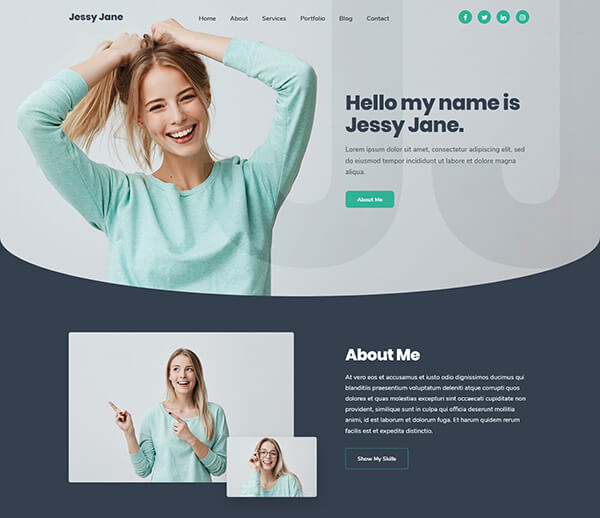 Jessy Jane
Home About Services Portfolio Blog Contact
JJ
Hello my name is
Jessy Jane.
Lorem ipsum dolor sit amet, consectetur adipiscing elit, sed
do eiusmod tempor incididunt ut labore et dolore magna
aliqua.
About Me
About Me
At vero eos et accusamus et iusto odio dignissimos ducimus qui
blanditiis praesentium voluptatum deleniti atque corrupti quos
dolores et quas molestias excepturi sint occaecati cupiditate non
provident, similique sunt in culpa qui officia deserunt mollitia
animi, id est laborum et dolorum fuga. Et harum quidem rerum
facilis est et expedita distinctio.
Show My Skills